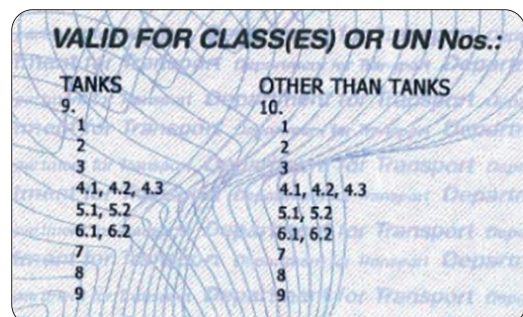 VALID FOR CLASS(ES) OR UN Nos.:
TANKS OTHER THAN TANKS
9. 10.
1 1
2 2
3 3
4.1, 4.2, 4.3 4.1, 4.2, 4.3
5.1, 5.2 5.1, 5.2
6.1, 6.2 6.1, 6.2
7 7
8 8
9 9